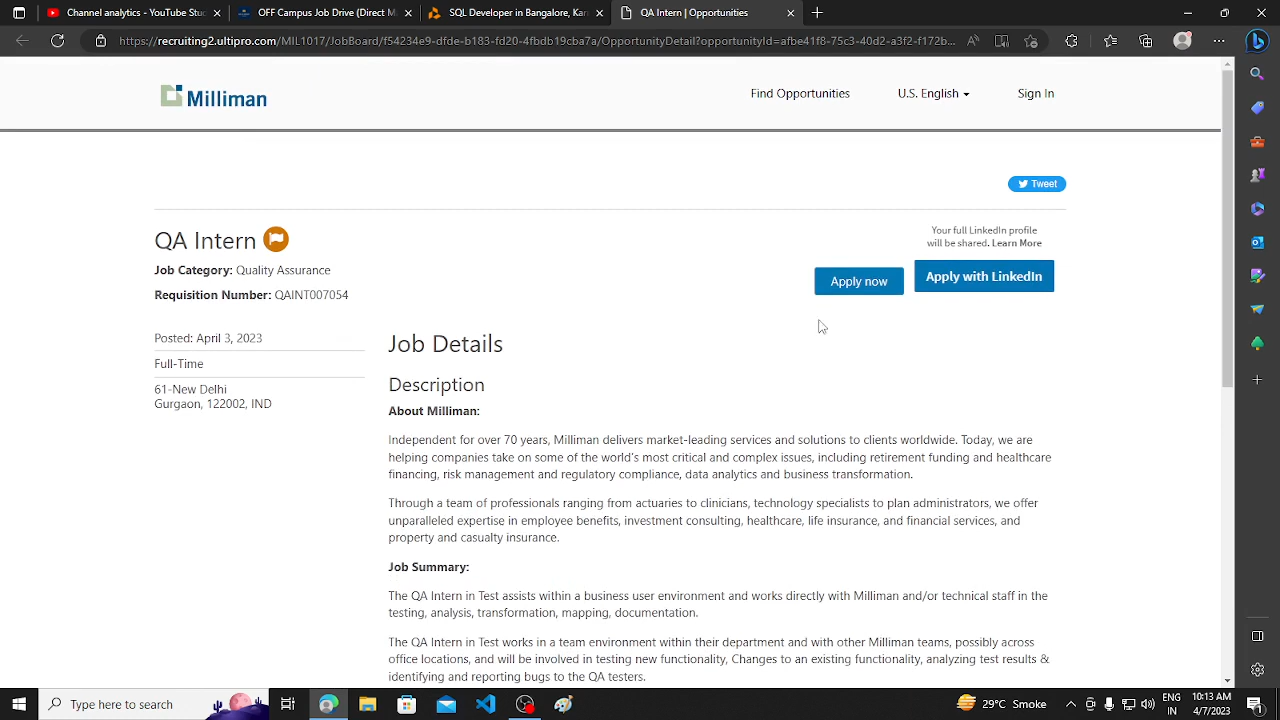 Channel analytics - YouTube Stu
OFF Campus Job Drive (Direct M
SQL Developer in Bangalore, Kar
QA Intern | Opportunities
https://recruiting2.ultipro.com/MIL1017/JobBoard/f54234e9-dfde-b183-fd20-4fbdb19cba7a/OpportunityDetail?opportunityId=afbe41f8-75c3-40d2-a3f2-f172b...
Milliman
Find Opportunities
U.S. English
Sign In
Tweet
QA Intern
Your full LinkedIn profile
will be shared. Learn More
Job Category: Quality Assurance
Apply now
Apply with LinkedIn
Requisition Number: QAINT007054
Posted: April 3, 2023
Full-Time
61-New Delhi
Gurgaon, 122002, IND
Job Details
Description
About Milliman:
Independent for over 70 years, Milliman delivers market-leading services and solutions to clients worldwide. Today, we are
helping companies take on some of the world's most critical and complex issues, including retirement funding and healthcare
financing, risk management and regulatory compliance, data analytics and business transformation.
Through a team of professionals ranging from actuaries to clinicians, technology specialists to plan administrators, we offer
unparalleled expertise in employee benefits, investment consulting, healthcare, life insurance, and financial services, and
property and casualty insurance.
Job Summary:
The QA Intern in Test assists within a business user environment and works directly with Milliman and/or technical staff in the
testing, analysis, transformation, mapping, documentation.
The QA Intern in Test works in a team environment within their department and with other Milliman teams, possibly across
office locations, and will be involved in testing new functionality, Changes to an existing functionality, analyzing test results &
identifying and reporting bugs to the QA testers.
Type here to search
29°C Smoke
ENG
IN
10:13 AM
4/7/2023